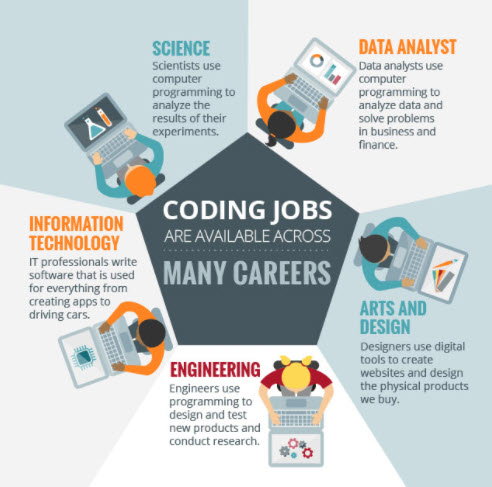 SCIENCE
Scientists use
computer
programming to
analyze the
results of their
experiments.
DATA ANALYST
Data analysts use
computer
programming to
analyze data and
solve problems
in business and
finance.
CODING JOBS
ARE AVAILABLE ACROSS
MANY CAREERS
INFORMATION
TECHNOLOGY
IT professionals write
software that is used
for everything from
creating apps to
driving cars.
ARTS AND
DESIGN
Designers use digital
tools to create
websites and design
the physical products
we buy.
ENGINEERING
Engineers use
programming to
design and test
new products and
conduct research.